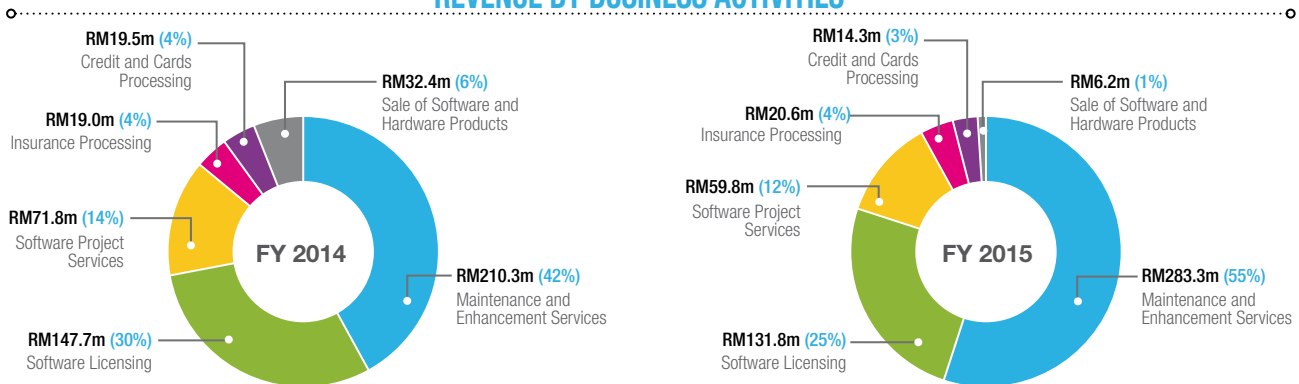 REVENUE BY BUSINESS ACTIVITIES
RM19.5m (4%)
Credit and Cards
Processing
RM32.4m (6%)
Sale of Software and
Hardware Products
RM19.0m (4%)
Insurance Processing
RM71.8m (14%)
Software Project
Services
FY 2014
RM210.3m (42%)
Maintenance and
Enhancement Services
RM147.7m (30%)
Software Licensing
RM14.3m (3%)
Credit and Cards
Processing
RM6.2m (1%)
Sale of Software and
Hardware Products
RM20.6m (4%)
Insurance Processing
RM59.8m (12%)
Software Project
Services
FY 2015
RM283.3m (55%)
Maintenance and
Enhancement Services
RM131.8m (25%)
Software Licensing